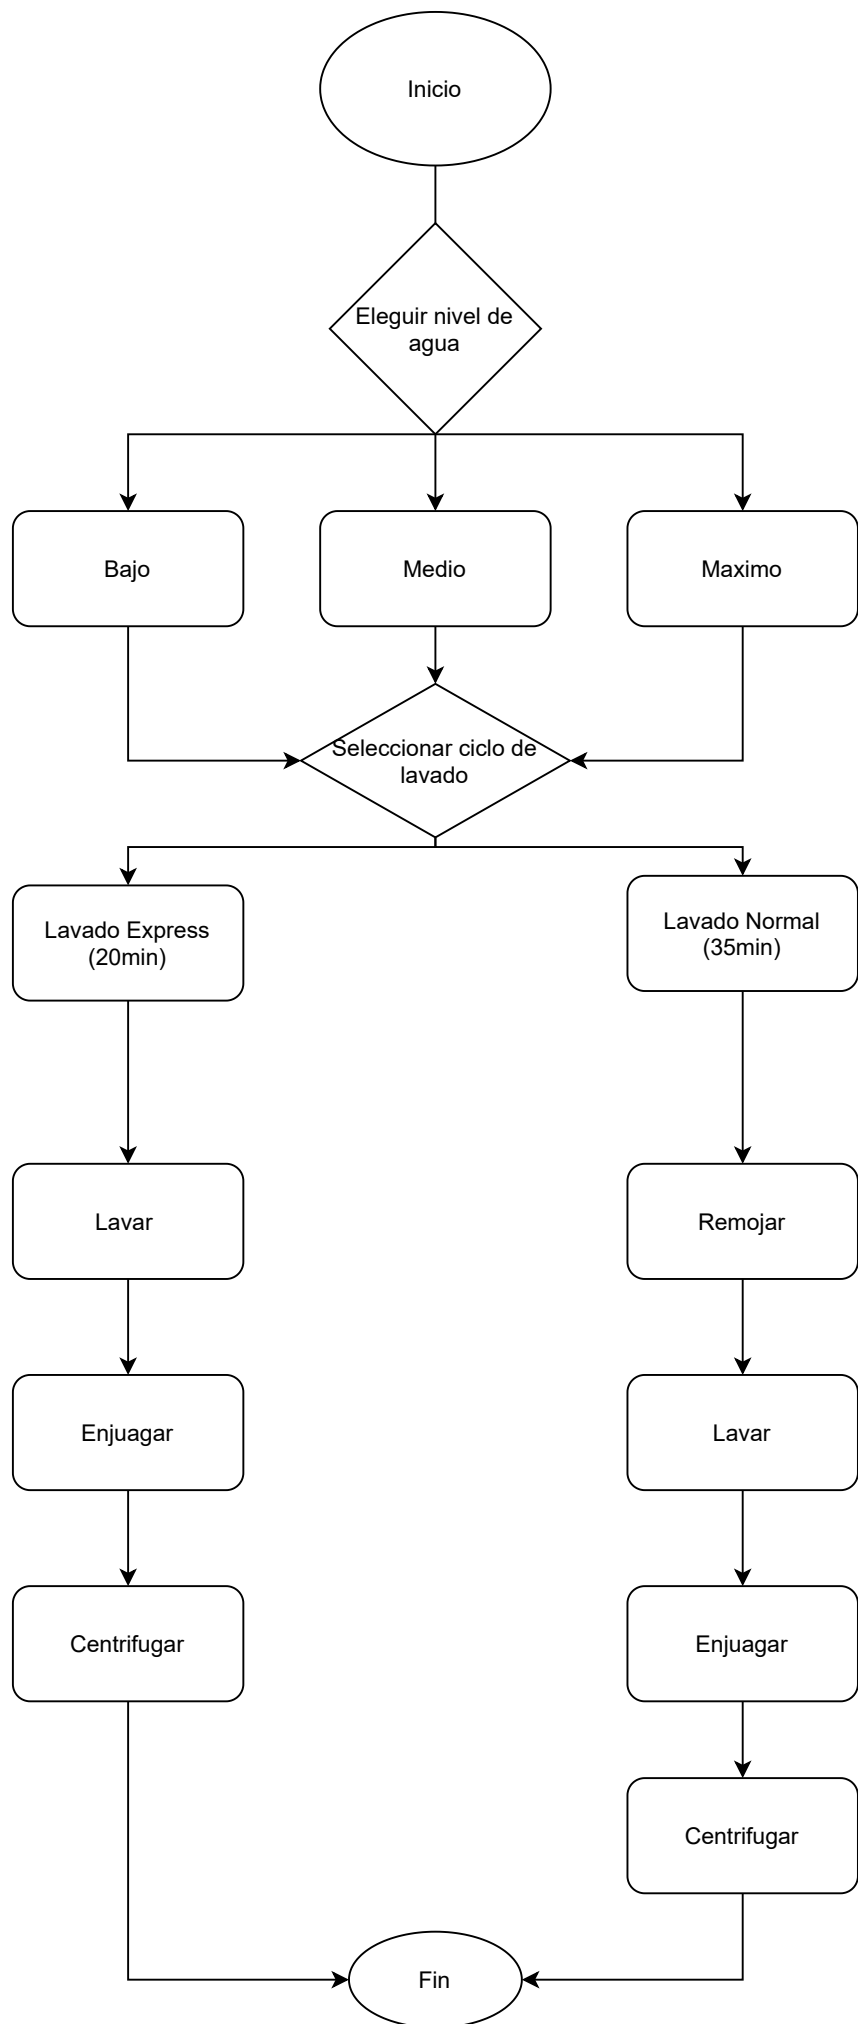 Inicio
Eleguir nivel de
agua
Bajo
Medio
Maximo
Seleccionar ciclo de
lavado
Lavado Express
(20min)
Lavado Normal
(35min)
Lavar
Remojar
Enjuagar
Lavar
Centrifugar
Enjuagar
Centrifugar
Fin